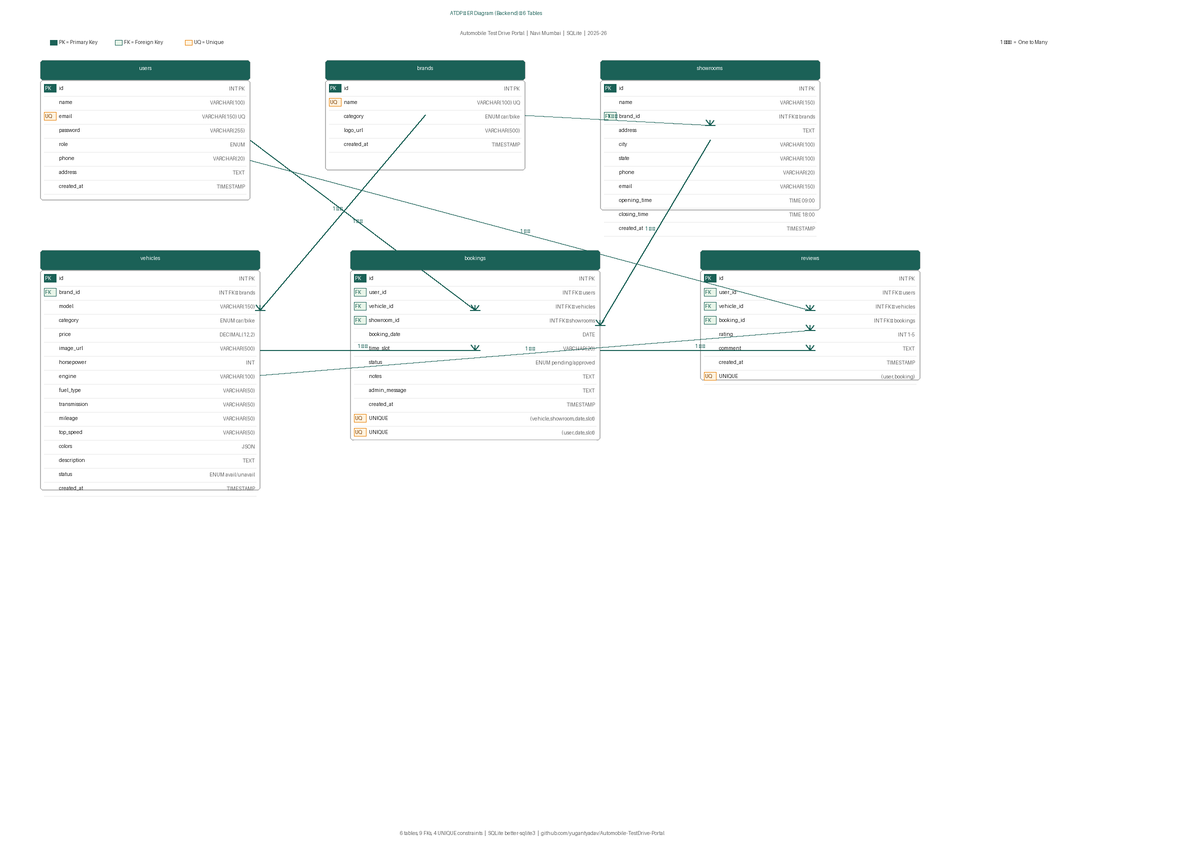 ATDP ER Diagram (Backend) 6 Tables
Automobile Test Drive Portal | Navi Mumbai | SQLite | 2025-26
PK = Primary Key FK = Foreign Key UQ = Unique
1 = One to Many
users
PK id INT PK
name VARCHAR(100)
UQ email VARCHAR(150) UQ
password VARCHAR(255)
role ENUM
phone VARCHAR(20)
address TEXT
created_at TIMESTAMP
brands
PK id INT PK
UQ name VARCHAR(100) UQ
category ENUM car/bike
logo_url VARCHAR(500)
created_at TIMESTAMP
showrooms
PK id INT PK
name VARCHAR(150)
FK brand_id INT FK brands
address TEXT
city VARCHAR(100)
state VARCHAR(100)
phone VARCHAR(20)
email VARCHAR(150)
opening_time TIME 09:00
closing_time TIME 18:00
created_at TIMESTAMP
vehicles
PK id INT PK
FK brand_id INT FK brands
model VARCHAR(150)
category ENUM car/bike
price DECIMAL(12,2)
image_url VARCHAR(500)
horsepower INT
engine VARCHAR(100)
fuel_type VARCHAR(50)
transmission VARCHAR(50)
mileage VARCHAR(50)
top_speed VARCHAR(50)
colors JSON
description TEXT
status ENUM avail/unavail
created_at TIMESTAMP
bookings
PK id INT PK
FK user_id INT FK users
FK vehicle_id INT FK vehicles
FK showroom_id INT FK showrooms
booking_date DATE
time_slot VARCHAR(20)
status ENUM pending/approved
notes TEXT
admin_message TEXT
created_at TIMESTAMP
UQ UNIQUE (vehicle,showroom,date,slot)
UQ UNIQUE (user,date,slot)
reviews
PK id INT PK
FK user_id INT FK users
FK vehicle_id INT FK vehicles
FK booking_id INT FK bookings
rating INT 1-5
comment TEXT
created_at TIMESTAMP
UQ UNIQUE (user,booking)
1
1
1
1
1
1
1
1
6 tables, 9 FKs, 4 UNIQUE constraints | SQLite better-sqlite3 | github.com/yugantyadav/Automobile-TestDrive-Portal